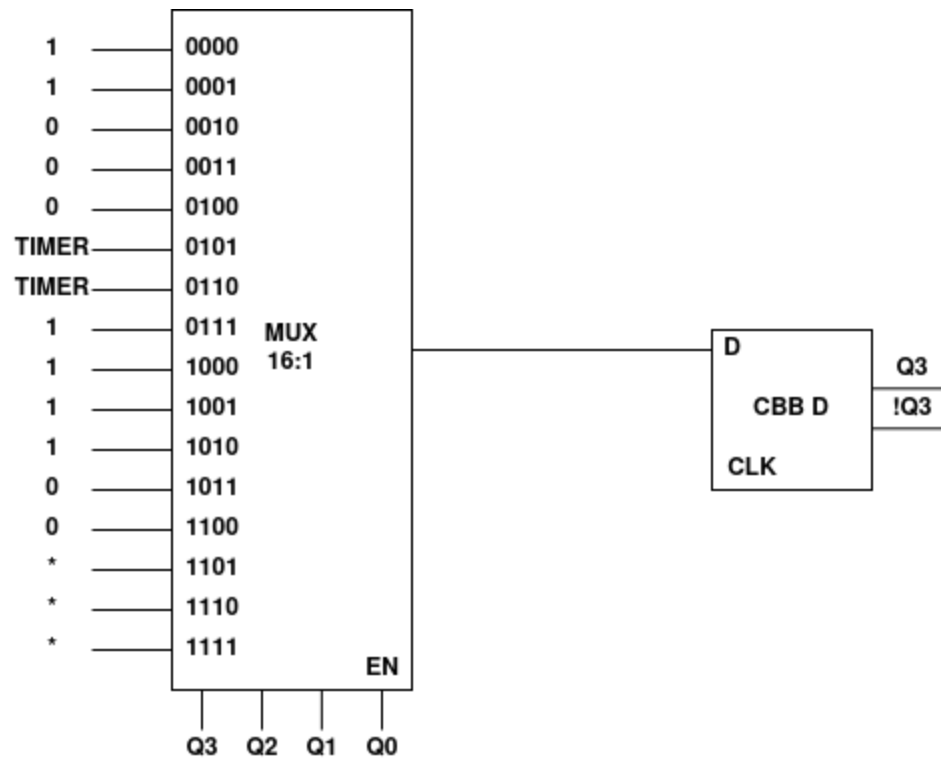 1 0000
1 0001
0 0010
0 0011
0 0100
TIMER 0101
TIMER 0110
1 0111
MUX
16:1
1 1000
1 1001
1 1010
0 1011
0 1100
* 1101
* 1110
* 1111
EN
Q3 Q2 Q1 Q0
D
CBB D
CLK
Q3
!Q3